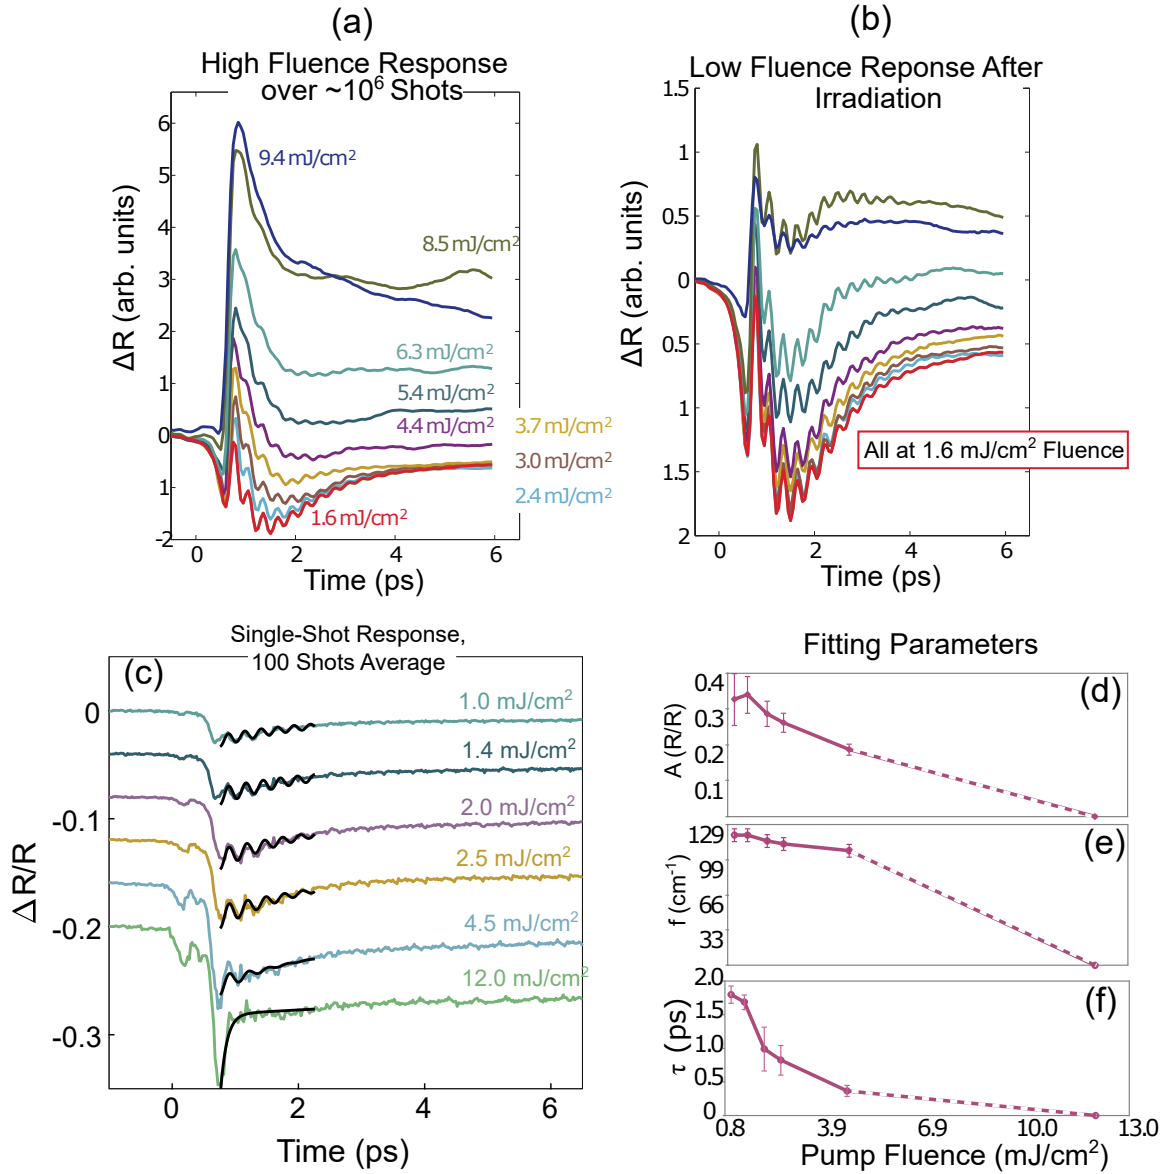 (a)
High Fluence Response
over ~10⁶ Shots
6
5
4
3
2
1
0
1
-2
ΔR (arb. units)
9.4 mJ/cm²
8.5 mJ/cm²
6.3 mJ/cm²
5.4 mJ/cm²
4.4 mJ/cm²
3.7 mJ/cm²
3.0 mJ/cm²
2.4 mJ/cm²
1.6 mJ/cm²
0 2 4 6
Time (ps)
(b)
Low Fluence Reponse After
Irradiation
1.5
1
0.5
0
0.5
1
1.5
2
ΔR (arb. units)
All at 1.6 mJ/cm² Fluence
0 2 4 6
Time (ps)
Single-Shot Response,
100 Shots Average
(c)
0
-0.1
-0.2
-0.3
ΔR/R
1.0 mJ/cm²
1.4 mJ/cm²
2.0 mJ/cm²
2.5 mJ/cm²
4.5 mJ/cm²
12.0 mJ/cm²
0 2 4 6
Time (ps)
Fitting Parameters
(d)
0.4
0.3
0.2
0.1
A (R/R)
(e)
129
99
66
33
f (cm⁻¹)
(f)
2.0
1.5
1.0
0.5
0
τ (ps)
0.8 3.9 6.9 10.0 13.0
Pump Fluence (mJ/cm²)